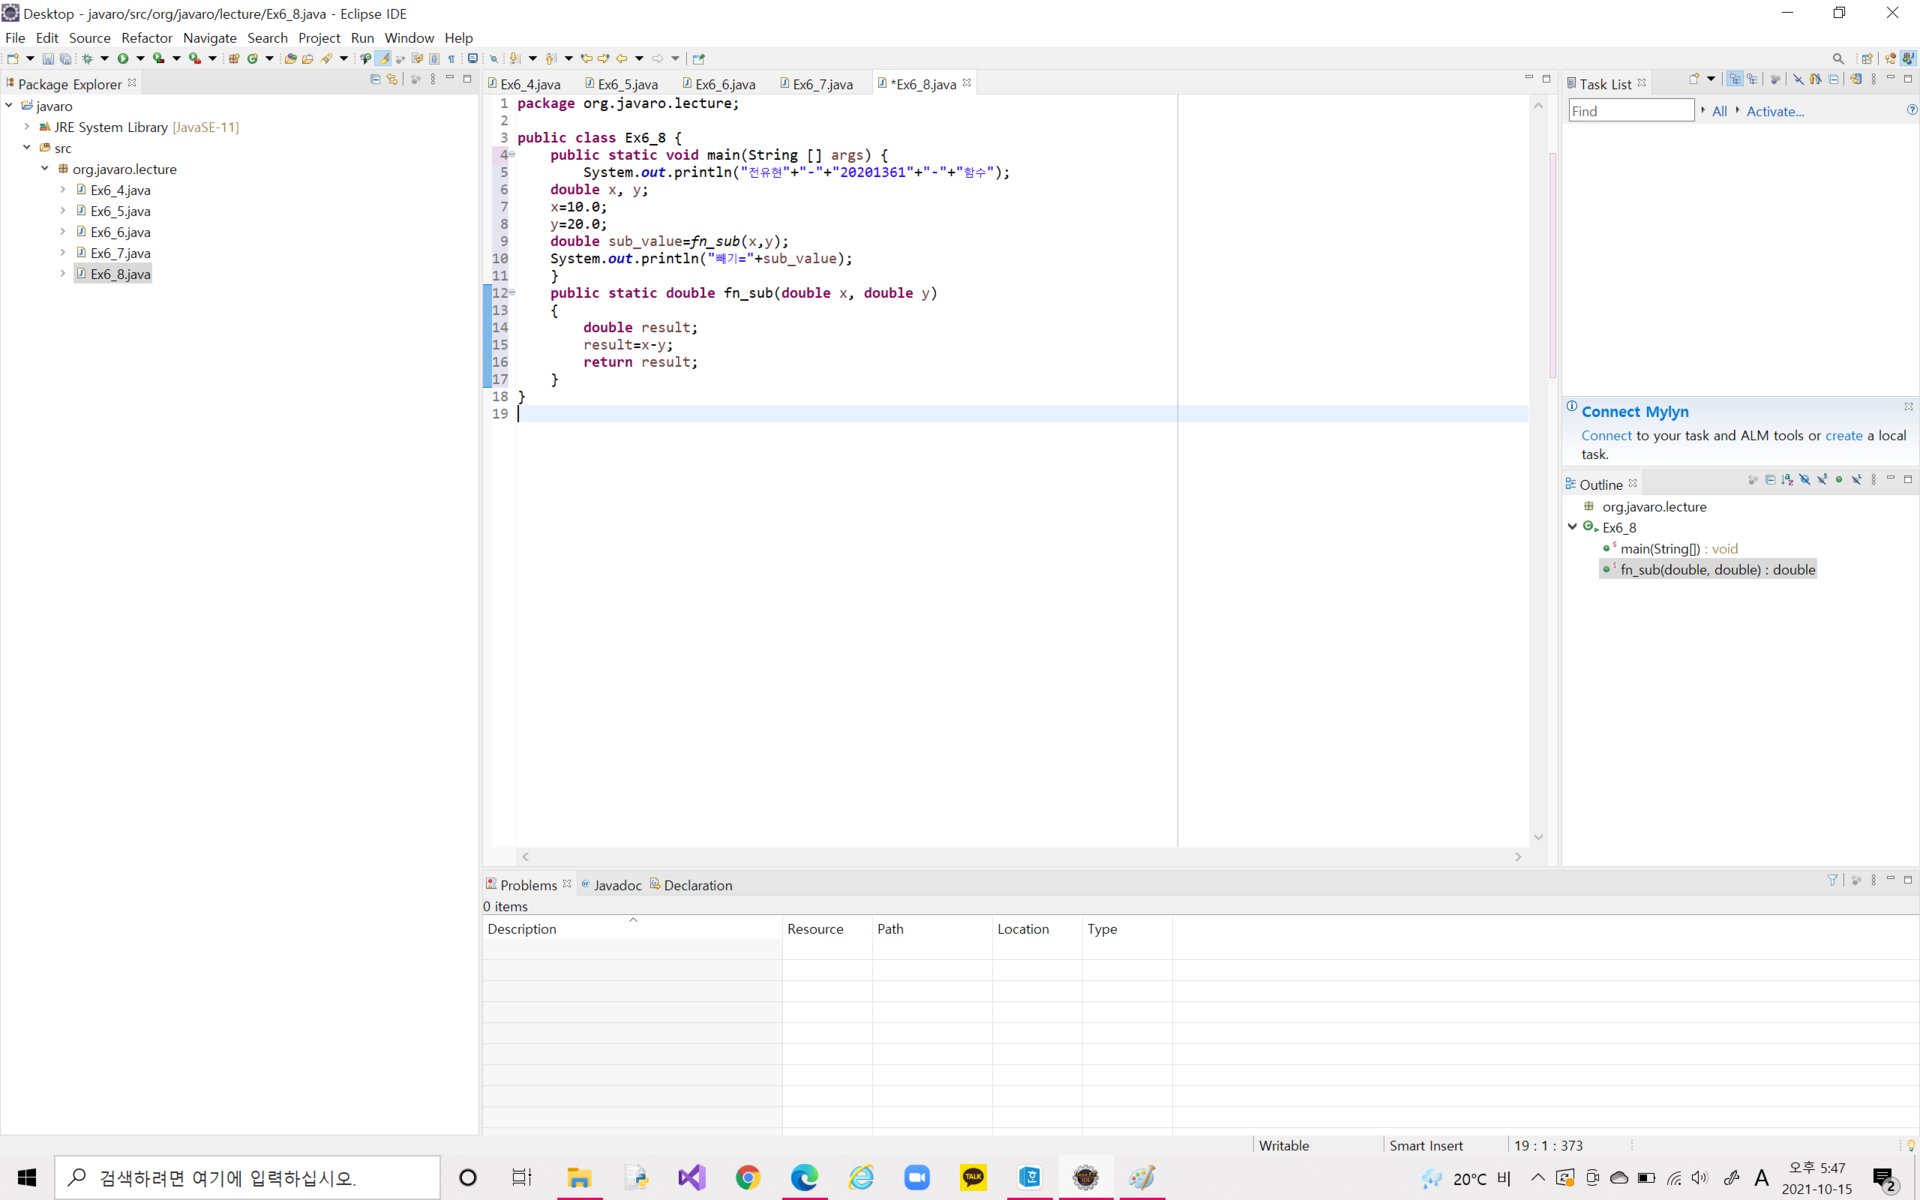 Desktop - javaro/src/org/javaro/lecture/Ex6_8.java - Eclipse IDE
File Edit Source Refactor Navigate Search Project Run Window Help
Package Explorer
javaro
JRE System Library [JavaSE-11]
src
org.javaro.lecture
Ex6_4.java
Ex6_5.java
Ex6_6.java
Ex6_7.java
Ex6_8.java
Ex6_4.java Ex6_5.java Ex6_6.java Ex6_7.java *Ex6_8.java
1 package org.javaro.lecture;
2
3 public class Ex6_8 {
4 public static void main(String [] args) {
5 System.out.println("전유현"+"-"+"20201361"+"-"+"함수");
6 double x, y;
7 x=10.0;
8 y=20.0;
9 double sub_value=fn_sub(x,y);
10 System.out.println("빼기="+sub_value);
11 }
12 public static double fn_sub(double x, double y)
13 {
14 double result;
15 result=x-y;
16 return result;
17 }
18 }
19
Task List
Find All Activate...
Connect Mylyn
Connect to your task and ALM tools or create a local
task.
Outline
org.javaro.lecture
Ex6_8
main(String[]) : void
fn_sub(double, double) : double
Problems Javadoc Declaration
0 items
Description Resource Path Location Type
Writable Smart Insert 19 : 1 : 373
검색하려면 여기에 입력하십시오.
TALK
20°C 비
A
오후 5:47
2021-10-15
2